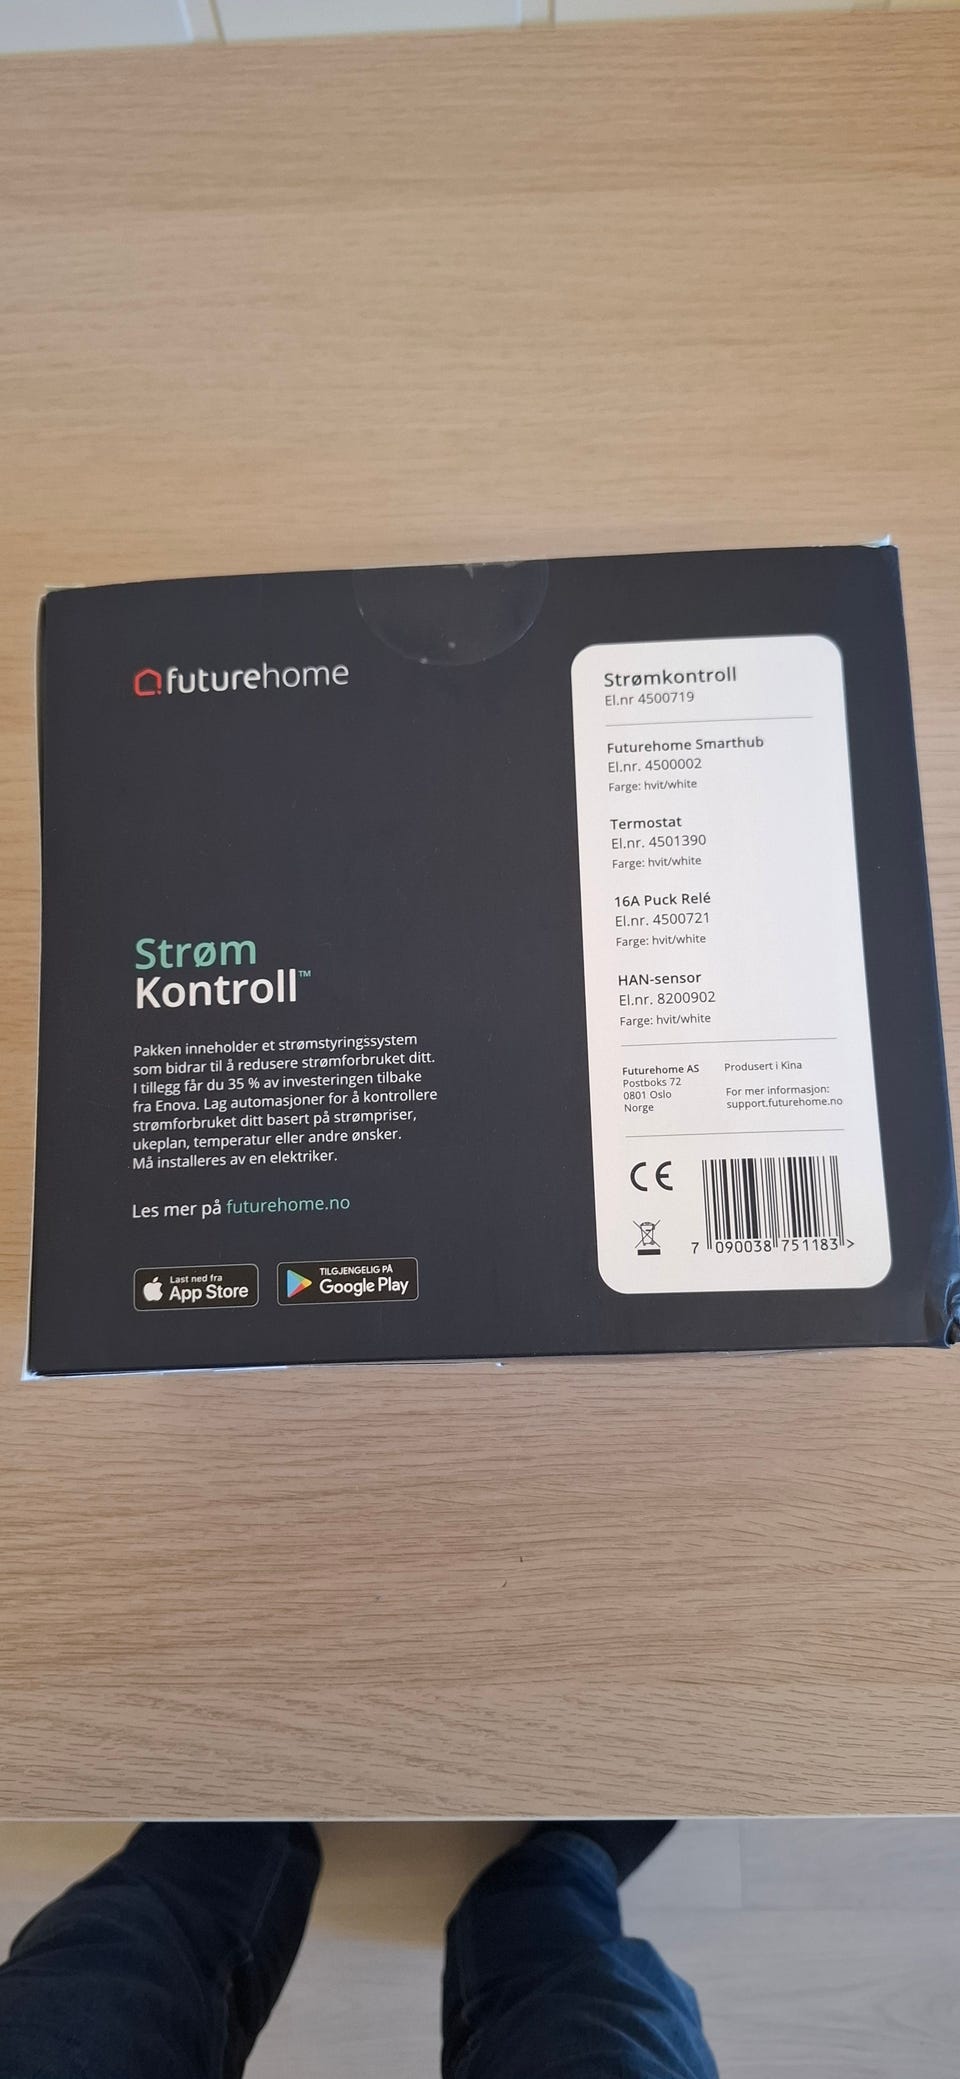 futurehome
Strøm
Kontroll™
Pakken inneholder et strømstyringssystem
som bidrar til å redusere strømforbruket ditt.
I tillegg får du 35 % av investeringen tilbake
fra Enova. Lag automasjoner for å kontrollere
strømforbruket ditt basert på strømpriser,
ukeplan, temperatur eller andre ønsker.
Må installeres av en elektriker.
Les mer på futurehome.no
Last ned fra
App Store
TILGJENGELIG PÅ
Google Play
Strømkontroll
El.nr 4500719
Futurehome Smarthub
El.nr. 4500002
Farge: hvit/white
Termostat
El.nr. 4501390
Farge: hvit/white
16A Puck Relé
El.nr. 4500721
Farge: hvit/white
HAN-sensor
El.nr. 8200902
Farge: hvit/white
Futurehome AS
Postboks 72
0801 Oslo
Norge
Produsert i Kina
For mer informasjon:
support.futurehome.no
CE
7 090038 751183 >